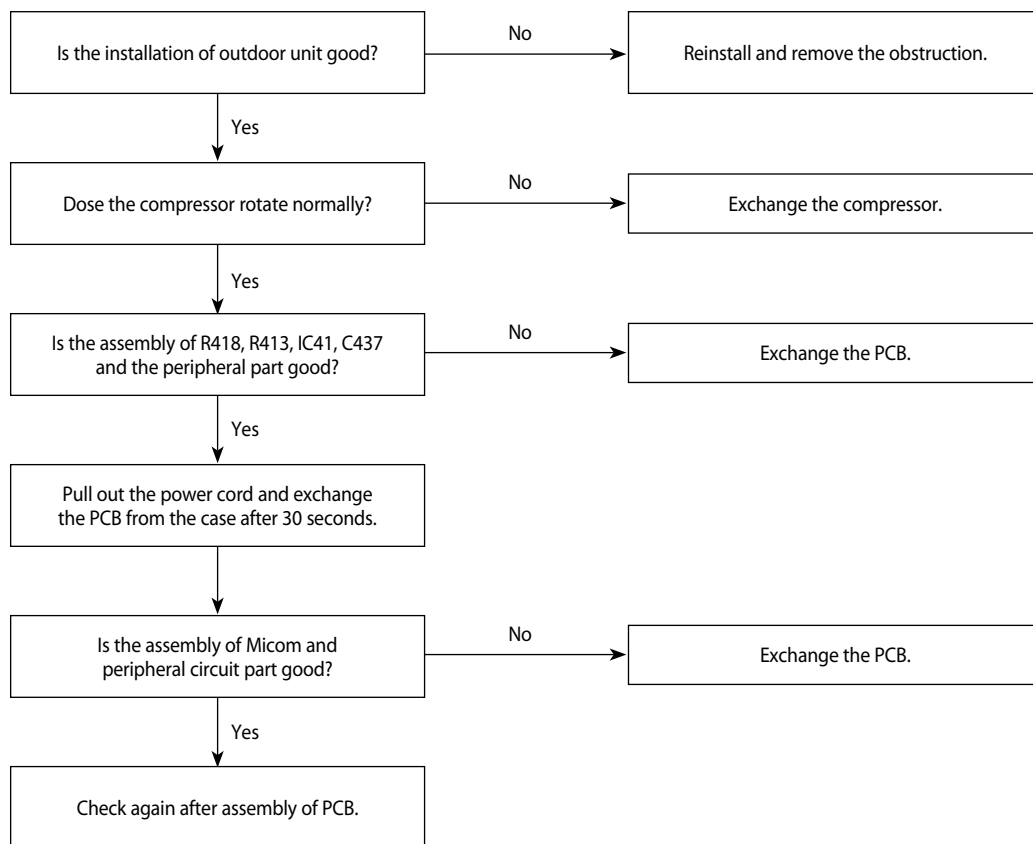 Is the installation of outdoor unit good?
No
Reinstall and remove the obstruction.
Yes
Dose the compressor rotate normally?
No
Exchange the compressor.
Yes
Is the assembly of R418, R413, IC41, C437
and the peripheral part good?
No
Exchange the PCB.
Yes
Pull out the power cord and exchange
the PCB from the case after 30 seconds.
Is the assembly of Micom and
peripheral circuit part good?
No
Exchange the PCB.
Yes
Check again after assembly of PCB.